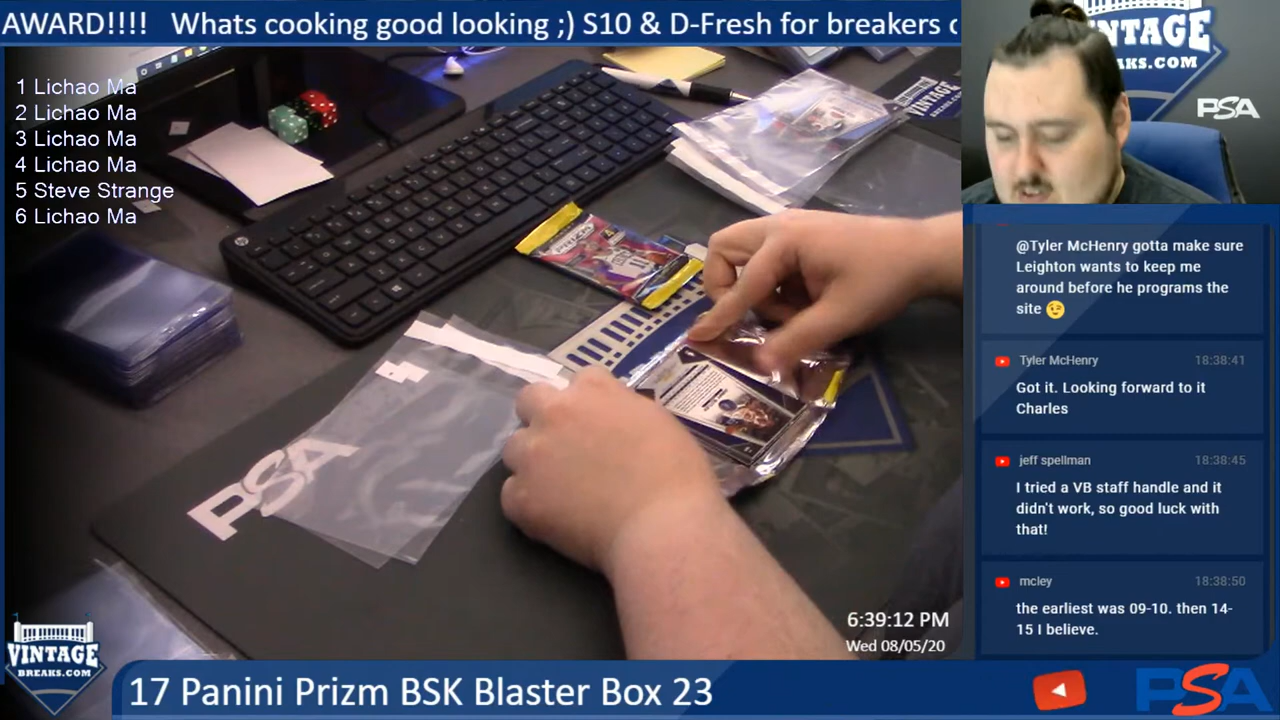 AWARD!!!! Whats cooking good looking ;) S10 & D-Fresh for breakers
1 Lichao Ma
2 Lichao Ma
3 Lichao Ma
4 Lichao Ma
5 Steve Strange
6 Lichao Ma
NTAGE
AKS.COM
PSA
VINTAGE
PRIZM
PSA
@Tyler McHenry gotta make sure
Leighton wants to keep me
around before he programs the
site 😉
Tyler McHenry 18:38:41
Got it. Looking forward to it
Charles
jeff spellman 18:38:45
I tried a VB staff handle and it
didn't work, so good luck with
that!
mcley 18:38:50
the earliest was 09-10. then 14-
15 I believe.
6:39:12 PM
Wed 08/05/20
VINTAGE
BREAKS.COM
17 Panini Prizm BSK Blaster Box 23
PSA